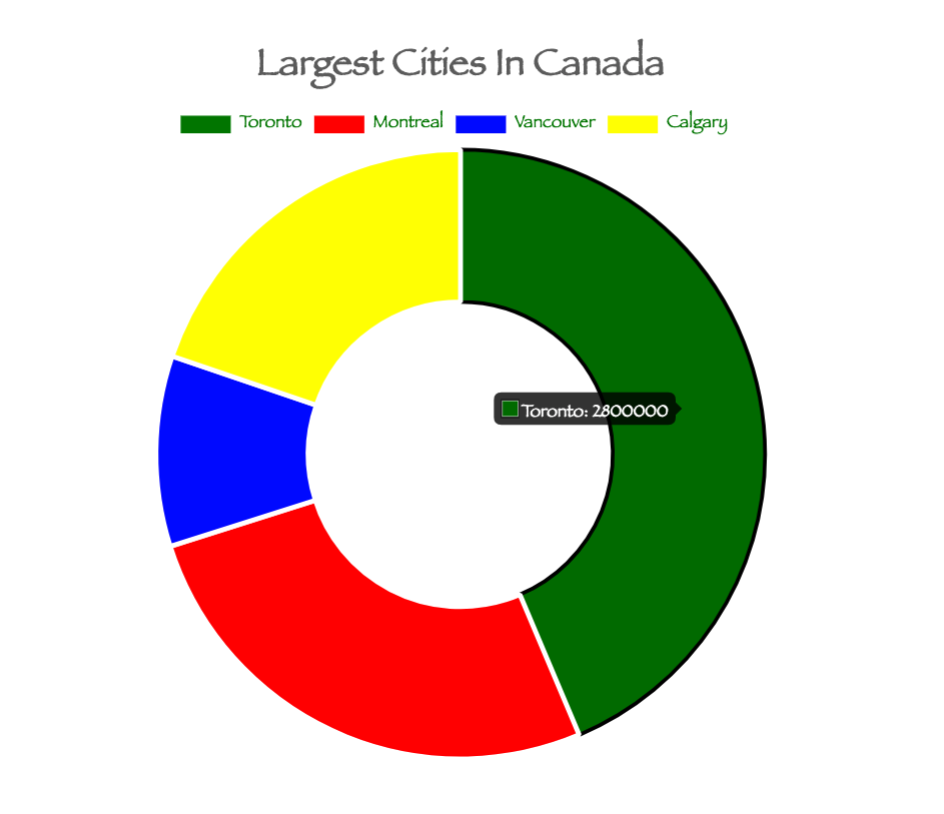 Largest Cities In Canada
Toronto Montreal Vancouver Calgary
Toronto: 2800000